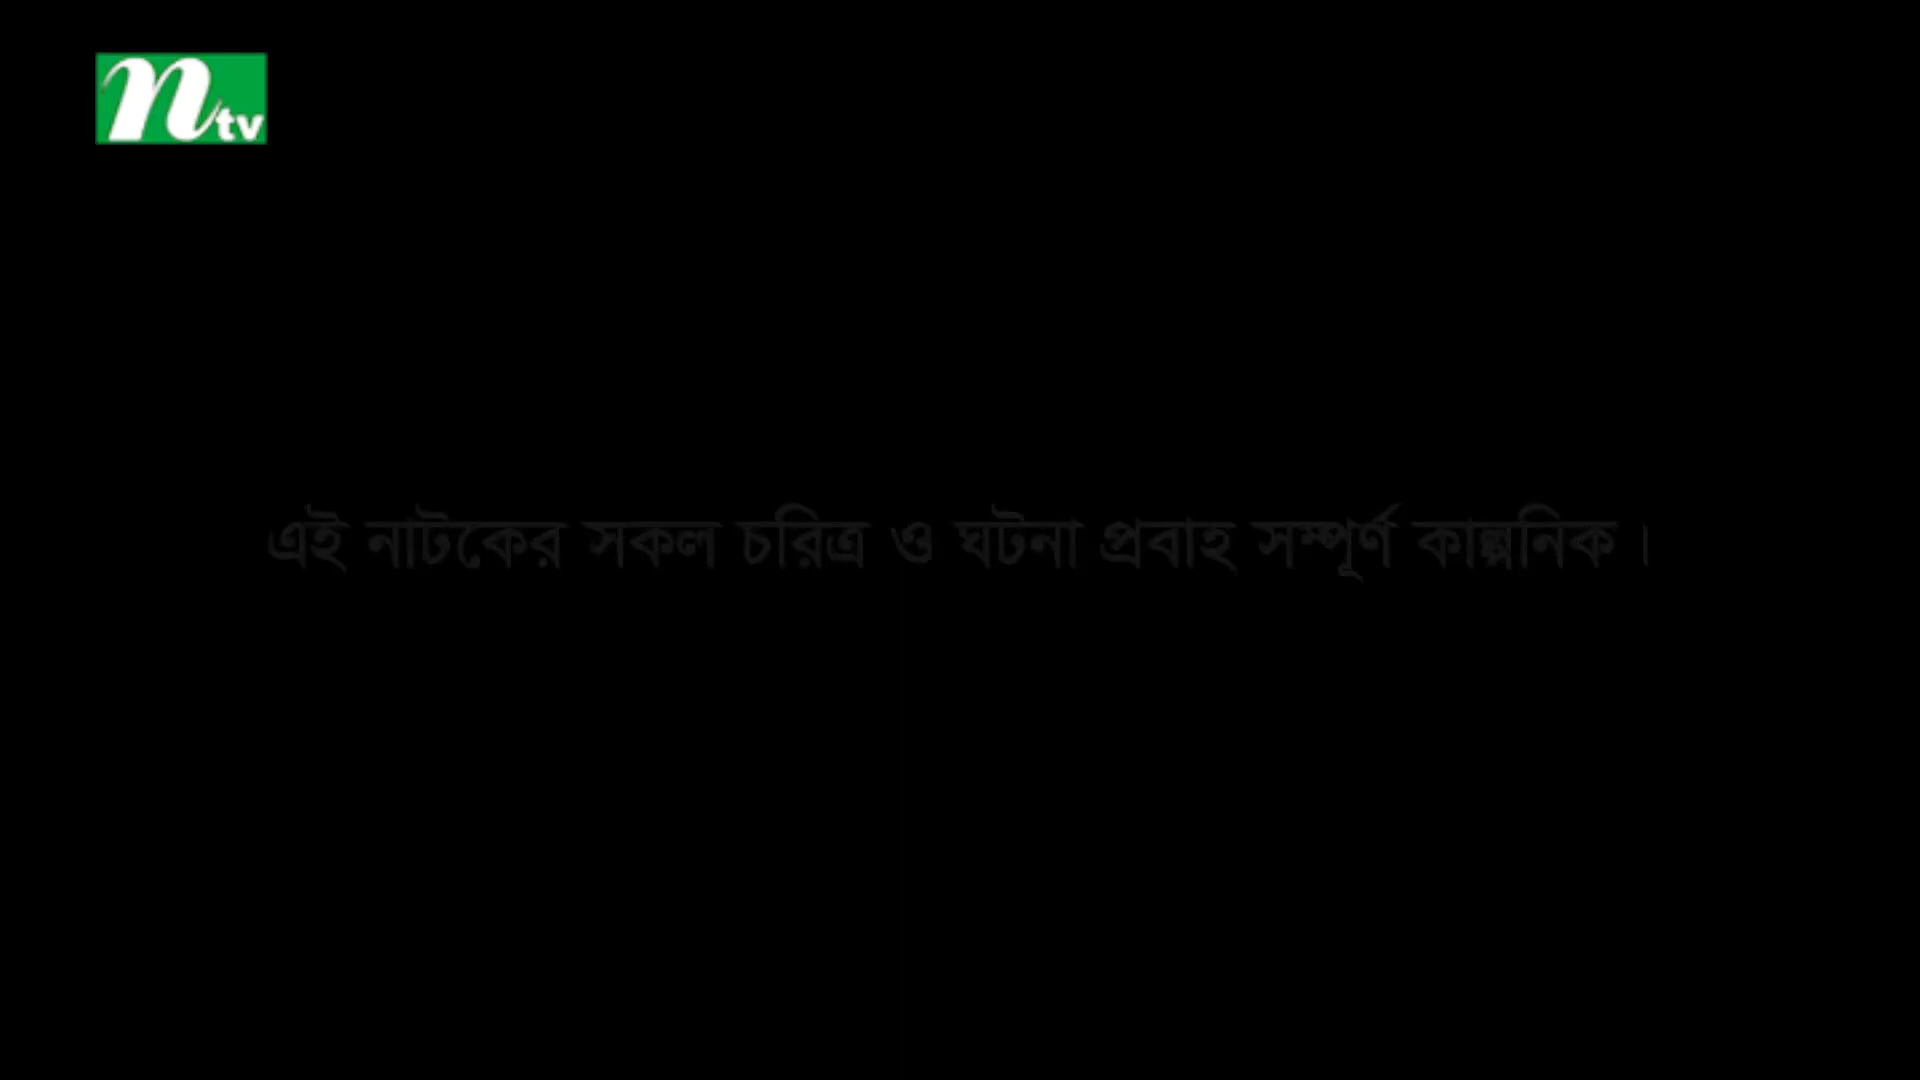 ntv
এই নাটকের সকল চরিত্র ও ঘটনা প্রবাহ সম্পূর্ণ কাল্পনিক।